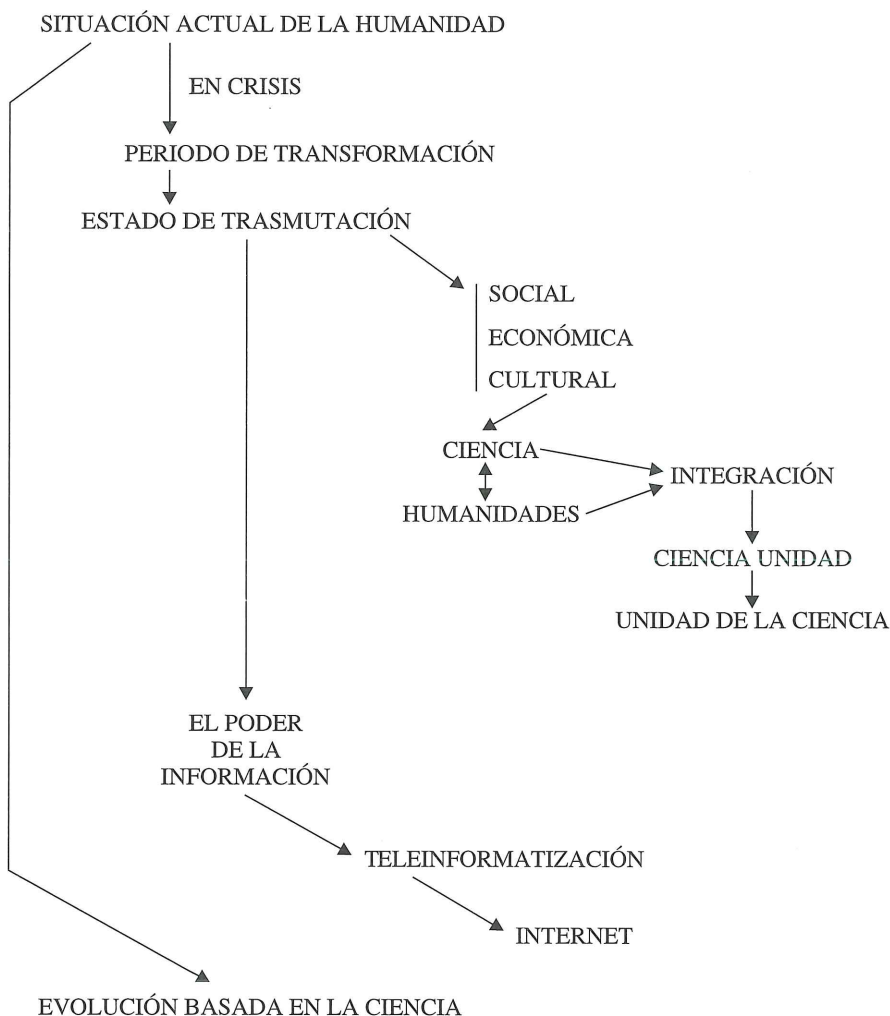 SITUACIÓN ACTUAL DE LA HUMANIDAD
EN CRISIS
PERIODO DE TRANSFORMACIÓN
ESTADO DE TRASMUTACIÓN
SOCIAL
ECONÓMICA
CULTURAL
CIENCIA
INTEGRACIÓN
HUMANIDADES
CIENCIA UNIDAD
UNIDAD DE LA CIENCIA
EL PODER
DE LA
INFORMACIÓN
TELEINFORMATIZACIÓN
INTERNET
EVOLUCIÓN BASADA EN LA CIENCIA